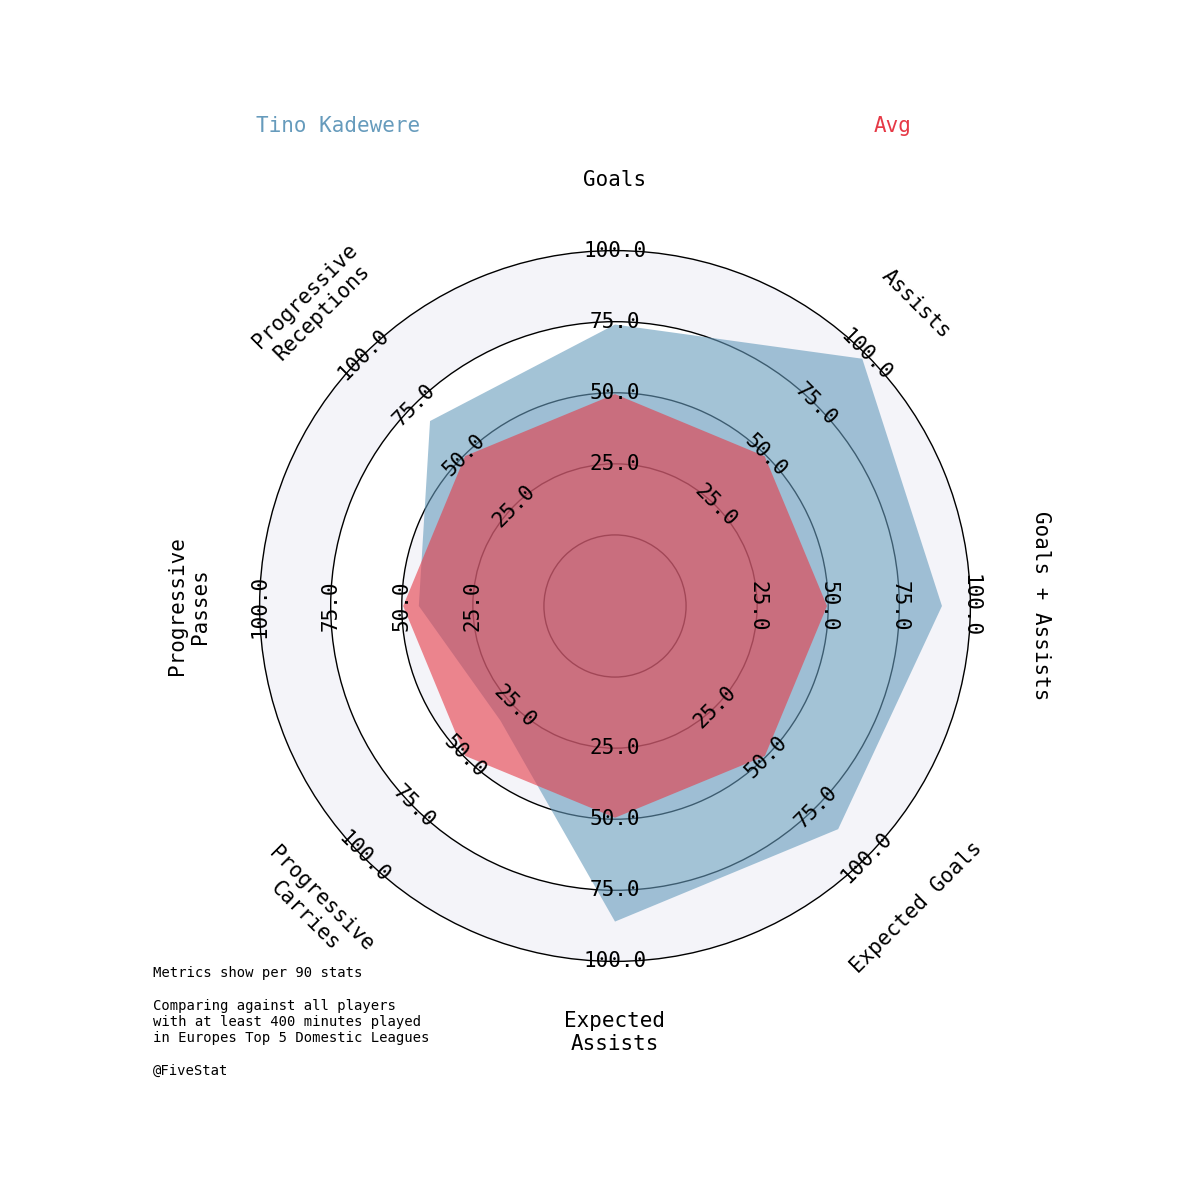 Tino Kadewere
Avg
Goals
Assists
Goals + Assists
Expected Goals
Expected
Assists
Progressive
Carries
Progressive
Passes
Progressive
Receptions
25.0
50.0
75.0
100.0
25.0
50.0
75.0
100.0
25.0
50.0
75.0
100.0
25.0
50.0
75.0
100.0
25.0
50.0
75.0
100.0
25.0
50.0
75.0
100.0
25.0
50.0
75.0
100.0
25.0
50.0
75.0
100.0
Metrics show per 90 stats
Comparing against all players
with at least 400 minutes played
in Europes Top 5 Domestic Leagues
@FiveStat